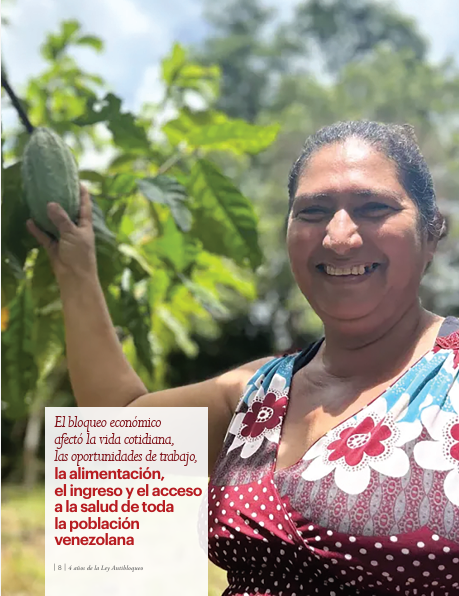 El bloqueo económico
afectó la vida cotidiana,
las oportunidades de trabajo,
la alimentación,
el ingreso y el acceso
a la salud de toda
la población
venezolana
| 8 | 4 años de la Ley Antibloqueo